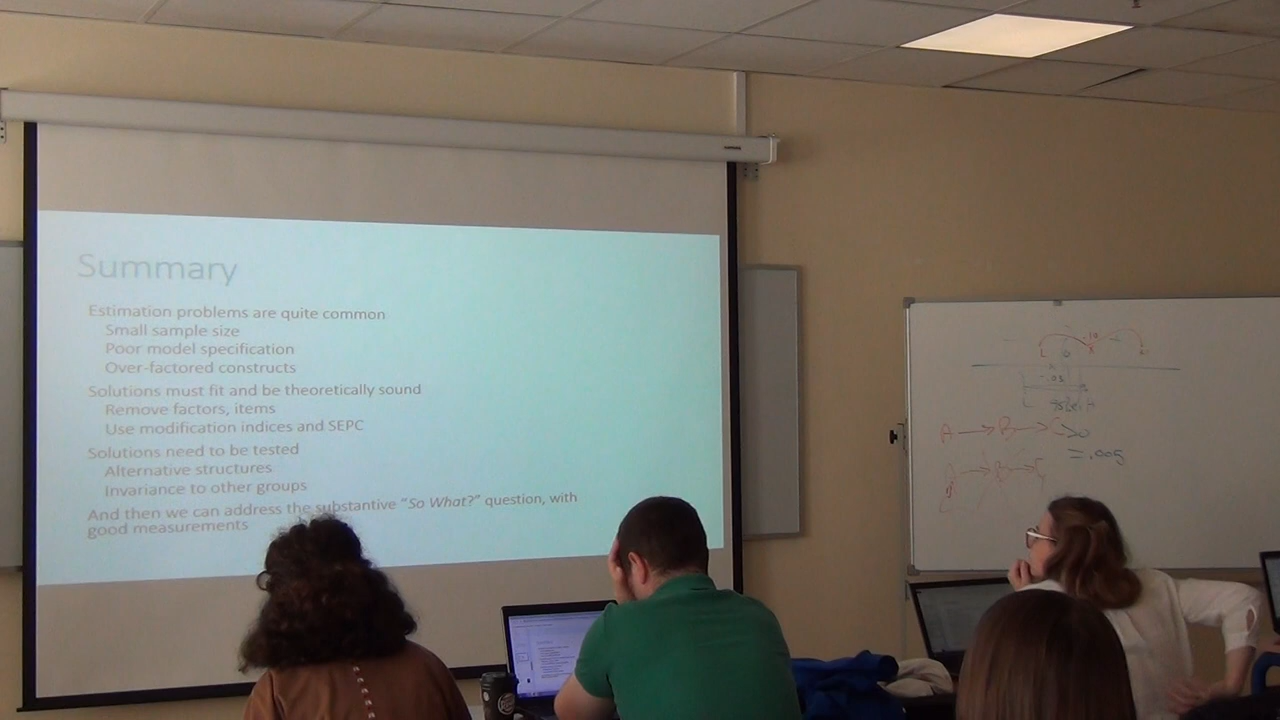 Summary
Estimation problems are quite common
Small sample size
Poor model specification
Over-factored constructs
Solutions must fit and be theoretically sound
Remove factors, items
Use modification indices and SEPC
Solutions need to be tested
Alternative structures
Invariance to other groups
And then we can address the substantive "So What?" question, with
good measurements
A → B → C > 0
= .005